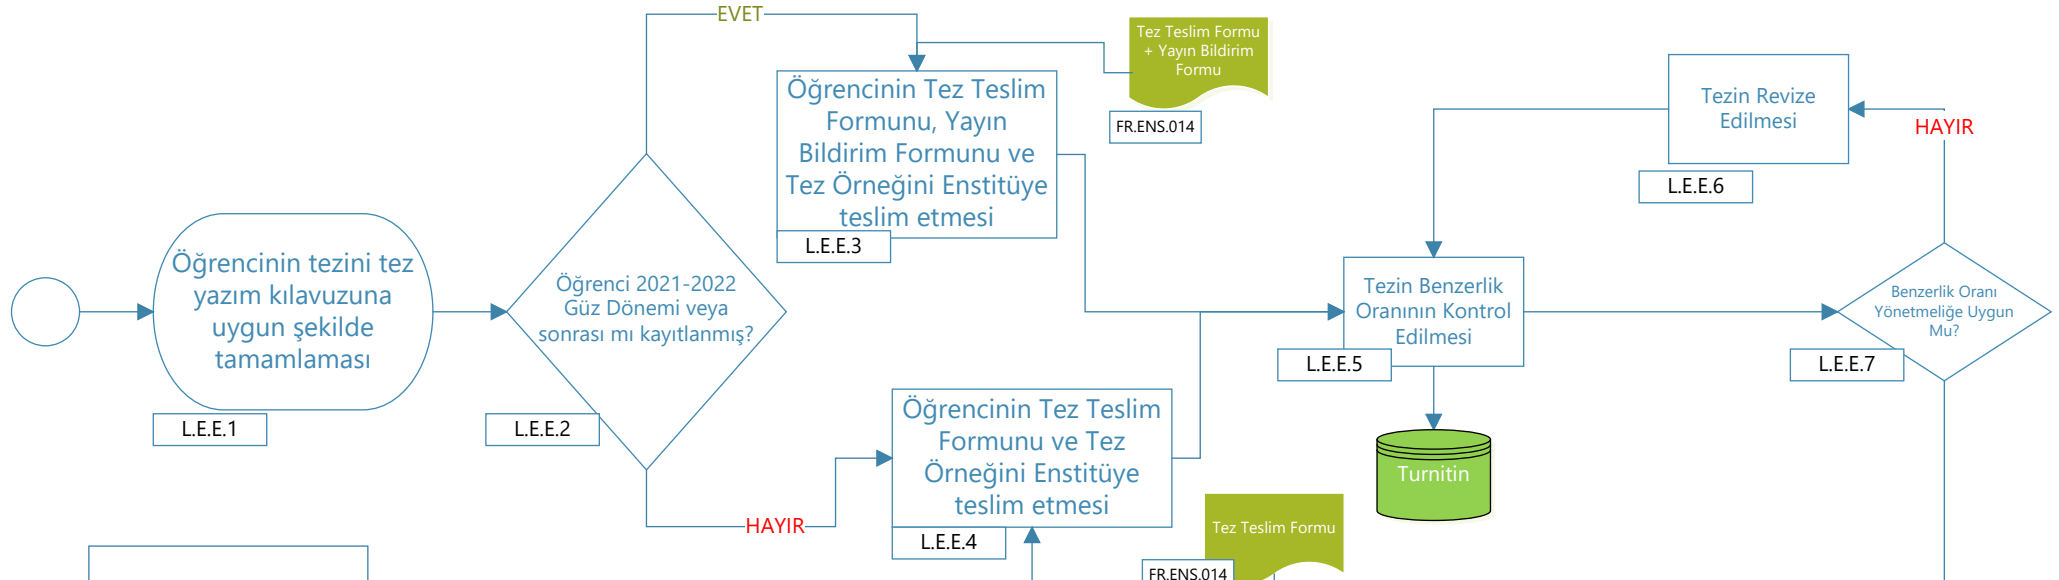 EVET
Tez Teslim Formu
+ Yayın Bildirim
Formu
FR.ENS.014
Öğrencinin Tez Teslim
Formunu, Yayın
Bildirim Formunu ve
Tez Örneğini Enstitüye
teslim etmesi
L.E.E.3
Tezin Revize
Edilmesi
L.E.E.6
HAYIR
Öğrencinin tezini tez
yazım kılavuzuna
uygun şekilde
tamamlaması
L.E.E.1
Öğrenci 2021-2022
Güz Dönemi veya
sonrası mı kayıtlanmış?
L.E.E.2
Tezin Benzerlik
Oranının Kontrol
Edilmesi
L.E.E.5
Benzerlik Oranı
Yönetmeliğe Uygun
Mu?
L.E.E.7
HAYIR
Öğrencinin Tez Teslim
Formunu ve Tez
Örneğini Enstitüye
teslim etmesi
L.E.E.4
Turnitin
Tez Teslim Formu
FR.ENS.014